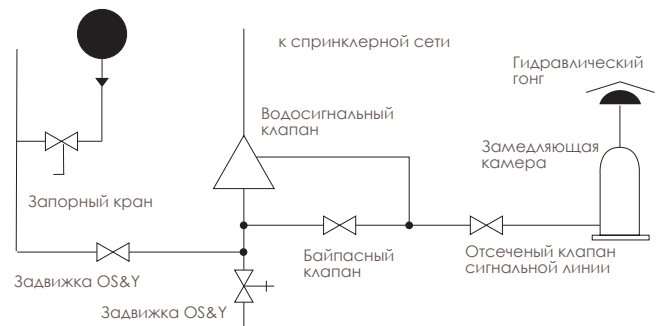 к спринклерной сети
Гидравлический
гонг
Водосигнальный
клапан
Замедляющая
камера
Запорный кран
Байпасный
клапан
Отсеченый клапан
сигнальной линии
Задвижка OS&Y
Задвижка OS&Y